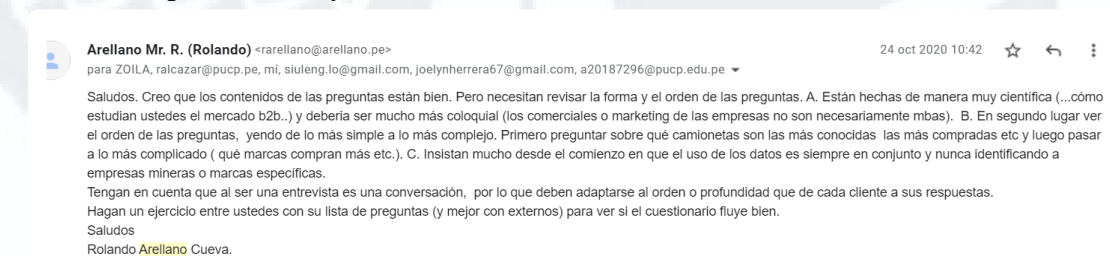 Arellano Mr. R. (Rolando) <rarellano@arellano.pe>
24 oct 2020 10:42
para ZOILA, ralcazar@pucp.pe, mí, siuleng.lo@gmail.com, joelynherrera67@gmail.com, a20187296@pucp.edu.pe
Saludos. Creo que los contenidos de las preguntas están bien. Pero necesitan revisar la forma y el orden de las preguntas. A. Están hechas de manera muy científica (...cómo
estudian ustedes el mercado b2b..) y deberia ser mucho más coloquial (los comerciales o marketing de las empresas no son necesariamente mbas). B. En segundo lugar ver
el orden de las preguntas, yendo de lo más simple a lo más complejo. Primero preguntar sobre qué camionetas son las más conocidas las más compradas etc y luego pasar
a lo más complicado ( qué marcas compran más etc.). C. Insistan mucho desde el comienzo en que el uso de los datos es siempre en conjunto y nunca identificando a
empresas mineras o marcas específicas.
Tengan en cuenta que al ser una entrevista es una conversación, por lo que deben adaptarse al orden o profundidad que de cada cliente a sus respuestas.
Hagan un ejercicio entre ustedes con su lista de preguntas (y mejor con externos) para ver si el cuestionario fluye bien.
Saludos
Rolando Arellano Cueva.